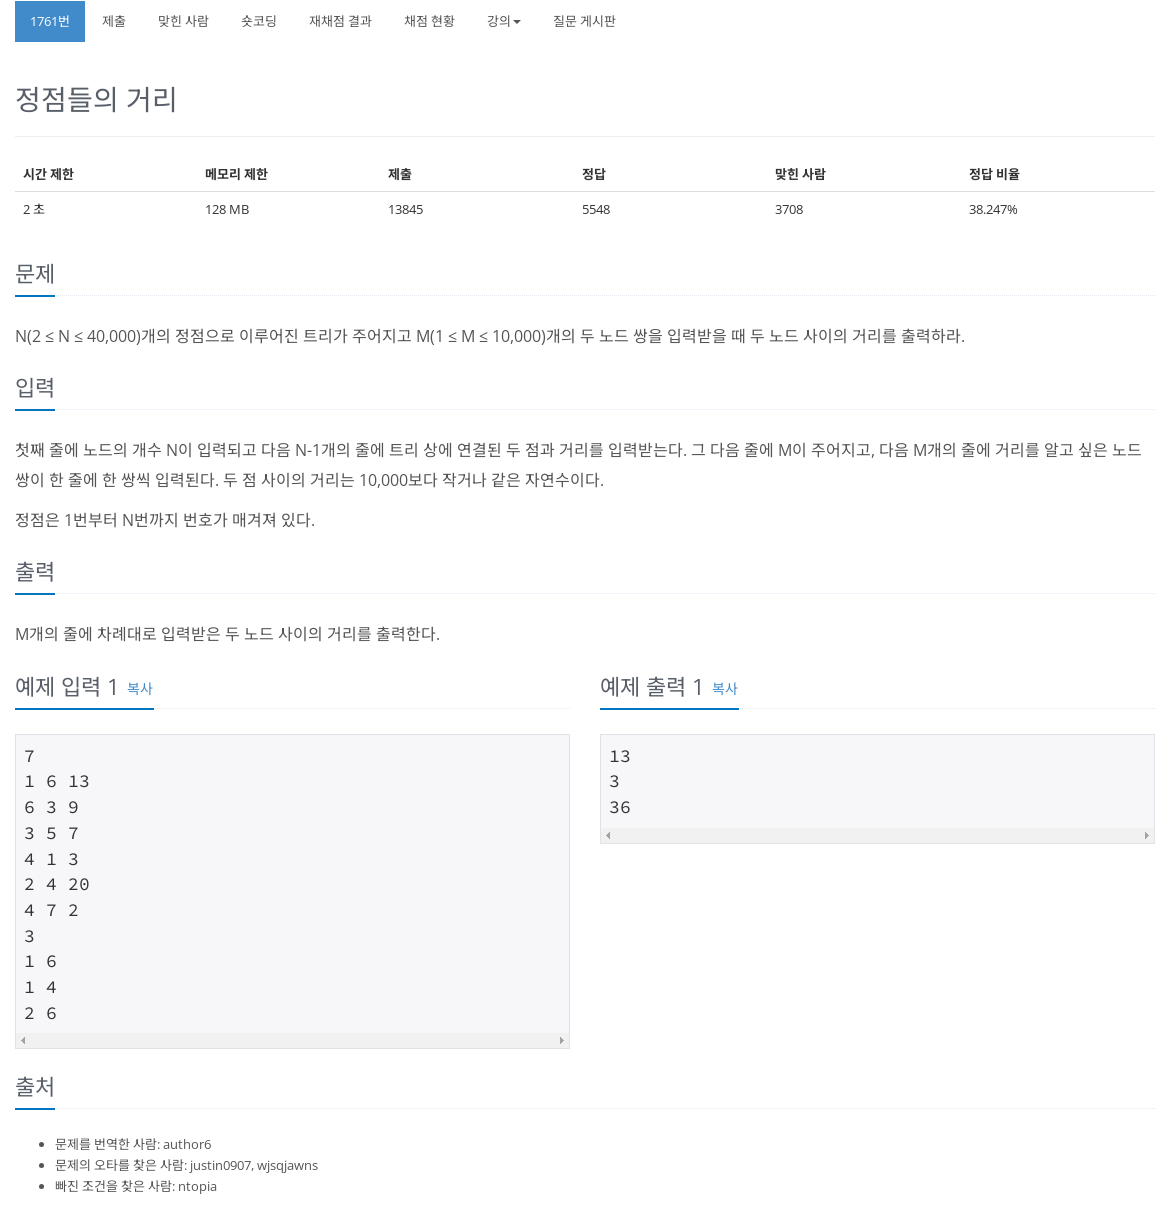 1761번 제출 맞힌 사람 숏코딩 재채점 결과 채점 현황 강의 질문 게시판
정점들의 거리
시간 제한 메모리 제한 제출 정답 맞힌 사람 정답 비율
2 초 128 MB 13845 5548 3708 38.247%
문제
N(2 ≤ N ≤ 40,000)개의 정점으로 이루어진 트리가 주어지고 M(1 ≤ M ≤ 10,000)개의 두 노드 쌍을 입력받을 때 두 노드 사이의 거리를 출력하라.
입력
첫째 줄에 노드의 개수 N이 입력되고 다음 N-1개의 줄에 트리 상에 연결된 두 점과 거리를 입력받는다. 그 다음 줄에 M이 주어지고, 다음 M개의 줄에 거리를 알고 싶은 노드
쌍이 한 줄에 한 쌍씩 입력된다. 두 점 사이의 거리는 10,000보다 작거나 같은 자연수이다.
정점은 1번부터 N번까지 번호가 매겨져 있다.
출력
M개의 줄에 차례대로 입력받은 두 노드 사이의 거리를 출력한다.
예제 입력 1 복사
7
1 6 13
6 3 9
3 5 7
4 1 3
2 4 20
4 7 2
3
1 6
1 4
2 6
예제 출력 1 복사
13
3
36
출처
문제를 번역한 사람: author6
문제의 오타를 찾은 사람: justin0907, wjsqjawns
빠진 조건을 찾은 사람: ntopia